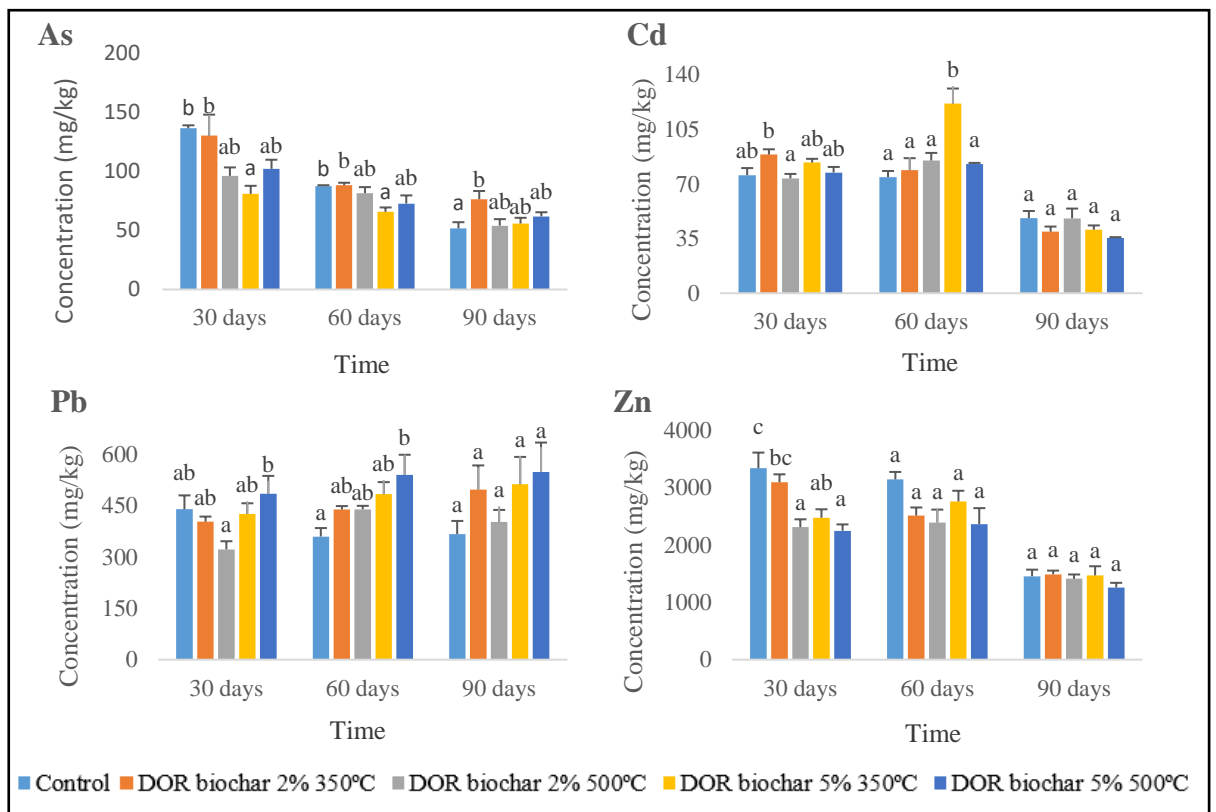 As
200
150
100
50
0
Concentration (mg/kg)
b b ab a ab
b b ab a ab
a b ab ab ab
30 days 60 days 90 days
Time
Cd
140
105
70
35
0
Concentration (mg/kg)
ab b a ab ab
a a a b a
a a a a a
30 days 60 days 90 days
Time
Pb
600
450
300
150
0
Concentration (mg/kg)
ab ab a ab b
a ab ab ab b
a a a a a
30 days 60 days 90 days
Time
Zn
4000
3000
2000
1000
0
Concentration (mg/kg)
c bc a ab a
a a a a a
a a a a a
30 days 60 days 90 days
Time
Control DOR biochar 2% 350ºC DOR biochar 2% 500ºC DOR biochar 5% 350ºC DOR biochar 5% 500ºC